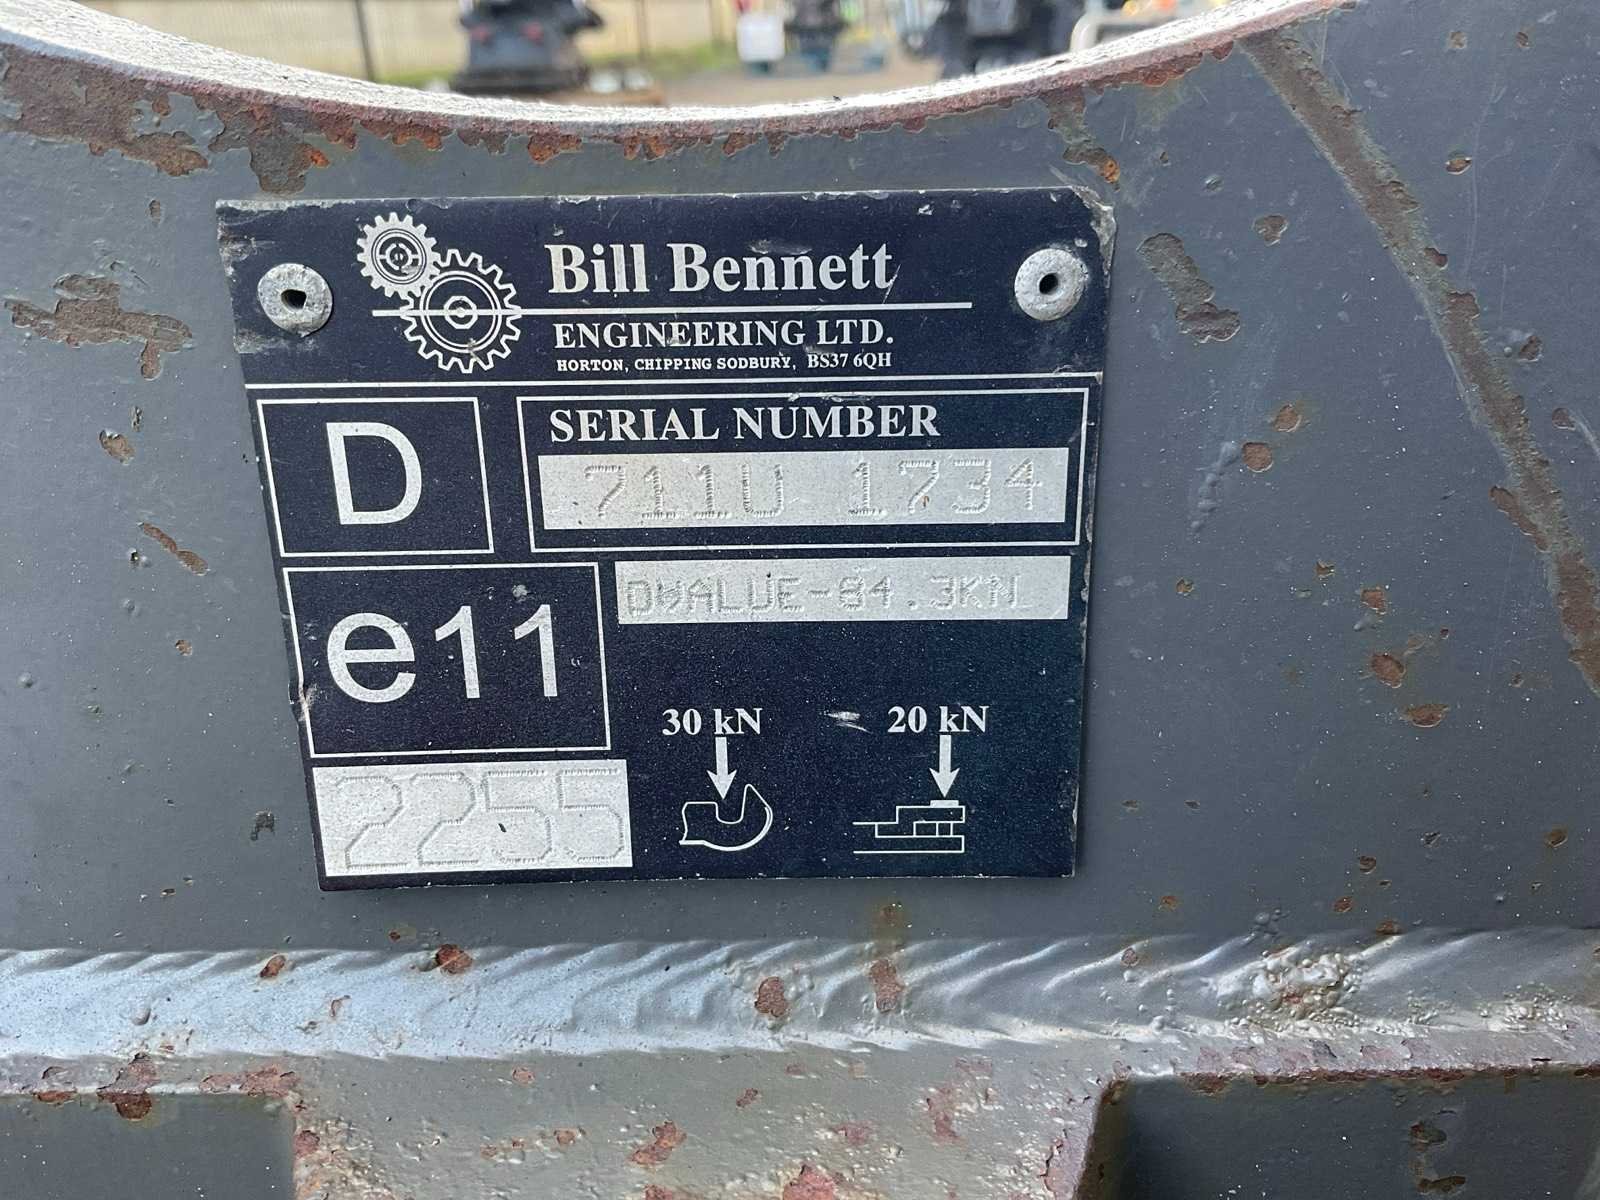 Bill Bennett
ENGINEERING LTD.
HORTON, CHIPPING SODBURY, BS37 6QH
D
SERIAL NUMBER
711U 1734
e11
DVALUE-84.3KN
2255
30 kN
20 kN